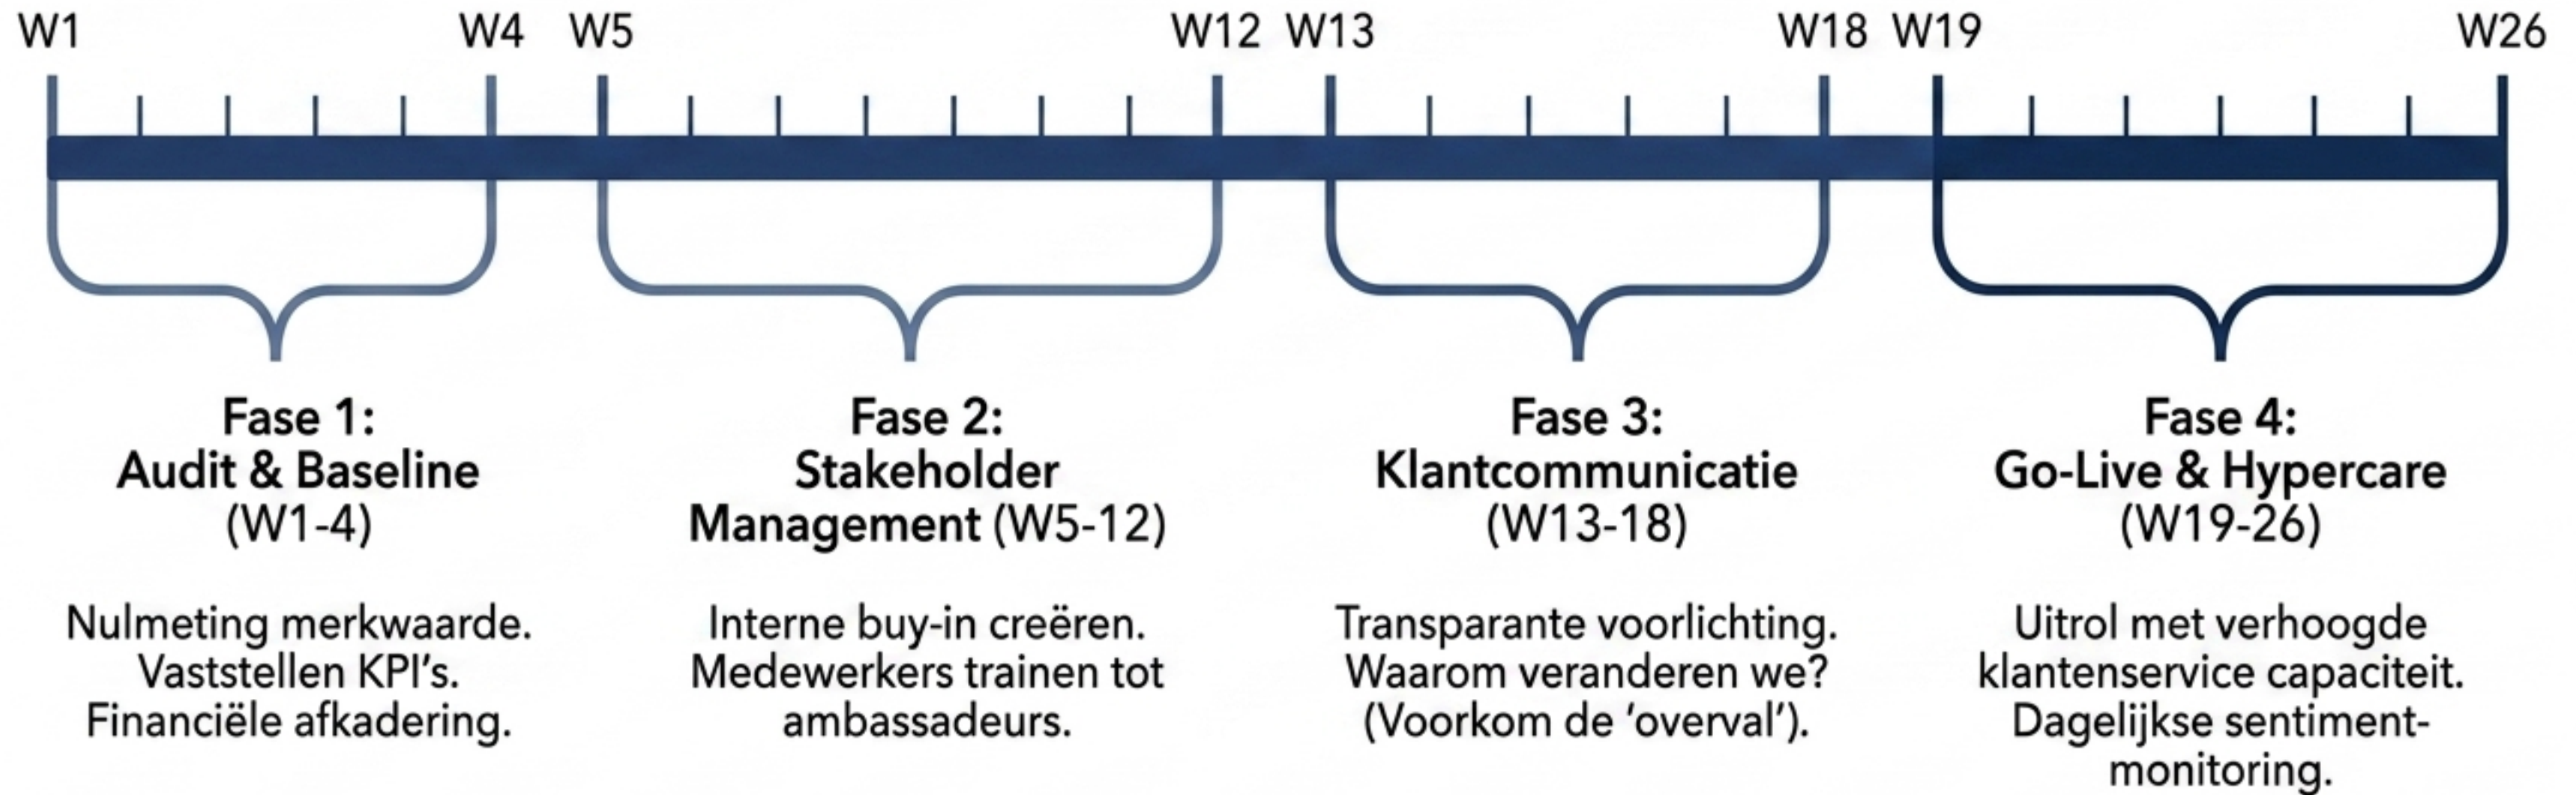 W1 W4 W5 W12 W13 W18 W19 W26
Fase 1:
Audit & Baseline
(W1-4)
Nulmeting merkwaarde.
Vaststellen KPI's.
Financiële afkadering.
Fase 2:
Stakeholder
Management (W5-12)
Interne buy-in creëren.
Medewerkers trainen tot
ambassadeurs.
Fase 3:
Klantcommunicatie
(W13-18)
Transparante voorlichting.
Waarom veranderen we?
(Voorkom de ‘overval’).
Fase 4:
Go-Live & Hypercare
(W19-26)
Uitrol met verhoogde
klantenservice capaciteit.
Dagelijkse sentiment-
monitoring.